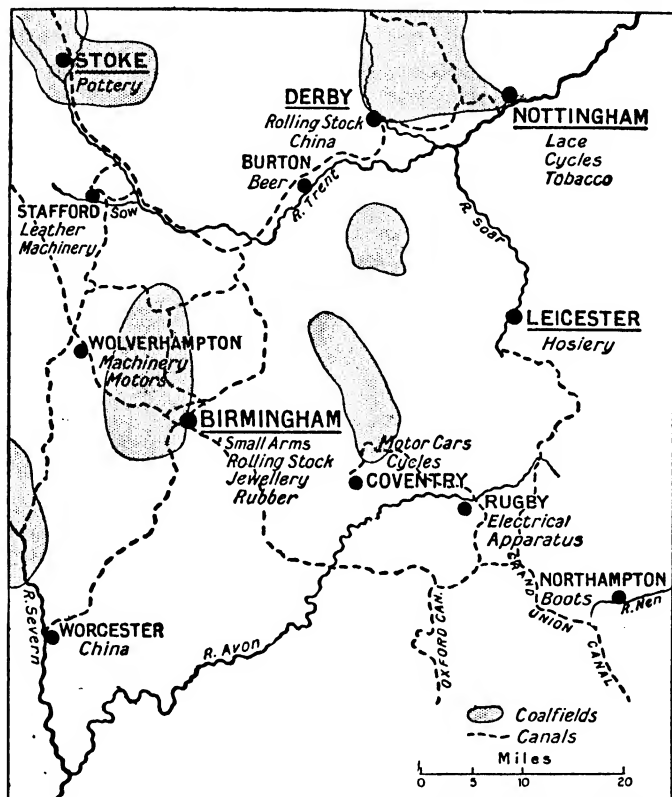 STOKE
Pottery
DERBY
Rolling Stock
China
NOTTINGHAM
Lace
Cycles
Tobacco
BURTON
Beer
R. Trent
STAFFORD
Sow
Leather
Machinery
R. Soar
LEICESTER
Hosiery
WOLVERHAMPTON
Machinery
Motors
BIRMINGHAM
Small Arms
Rolling Stock
Jewellery
Rubber
Motor Cars
Cycles
COVENTRY
RUGBY
Electrical
Apparatus
GRAND UNION CANAL
NORTHAMPTON
Boots
R. Nen
R. Severn
WORCESTER
China
R. Avon
OXFORD CAN.
Coalfields
Canals
Miles
0 5 10 20